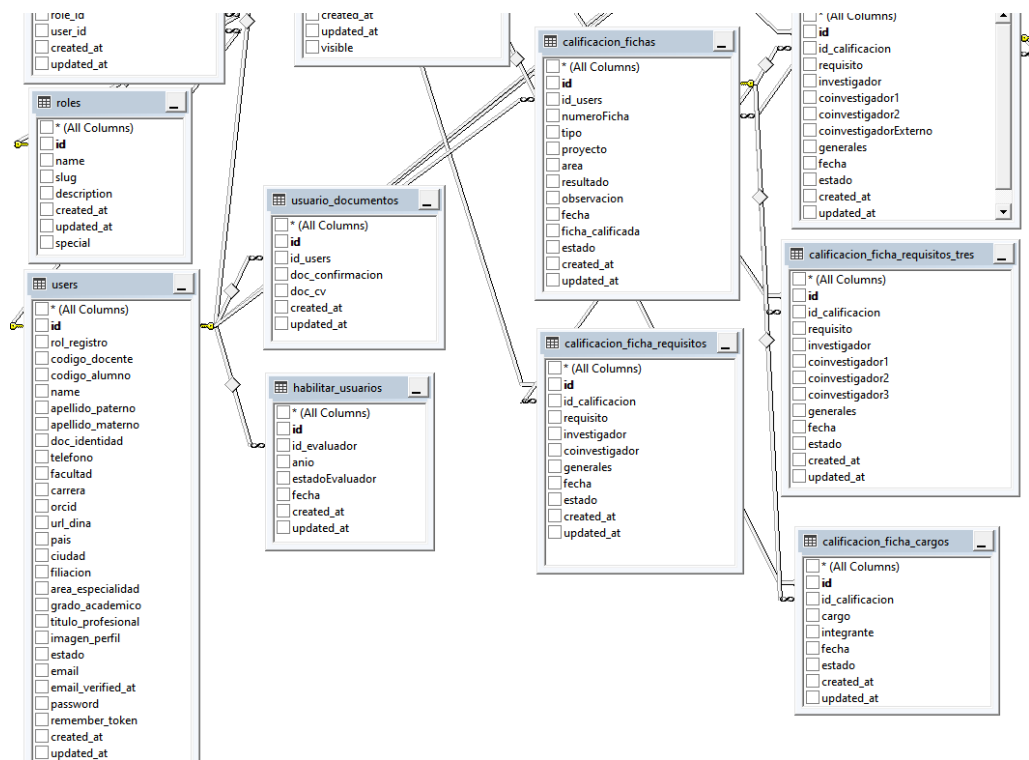 role_id
user_id
created_at
updated_at
roles
* (All Columns)
id
name
slug
description
created_at
updated_at
special
users
* (All Columns)
id
rol_registro
codigo_docente
codigo_alumno
name
apellido_paterno
apellido_materno
doc_identidad
telefono
facultad
carrera
orcid
url_dina
pais
ciudad
filiacion
area_especialidad
grado_academico
titulo_profesional
imagen_perfil
estado
email
email_verified_at
password
remember_token
created_at
updated_at
created_at
updated_at
visible
usuario_documentos
* (All Columns)
id
id_users
doc_confirmacion
doc_cv
created_at
updated_at
habilitar_usuarios
* (All Columns)
id
id_evaluador
anio
estadoEvaluador
fecha
created_at
updated_at
calificacion_fichas
* (All Columns)
id
id_users
numeroFicha
tipo
proyecto
area
resultado
observacion
fecha
ficha_calificada
estado
created_at
updated_at
calificacion_ficha_requisitos
* (All Columns)
id
id_calificacion
requisito
investigador
coinvestigador
generales
fecha
estado
created_at
updated_at
* (All Columns)
id
id_calificacion
requisito
investigador
coinvestigador1
coinvestigador2
coinvestigadorExterno
generales
fecha
estado
created_at
updated_at
calificacion_ficha_requisitos_tres
* (All Columns)
id
id_calificacion
requisito
investigador
coinvestigador1
coinvestigador2
coinvestigador3
generales
fecha
estado
created_at
updated_at
calificacion_ficha_cargos
* (All Columns)
id
id_calificacion
cargo
integrante
fecha
estado
created_at
updated_at